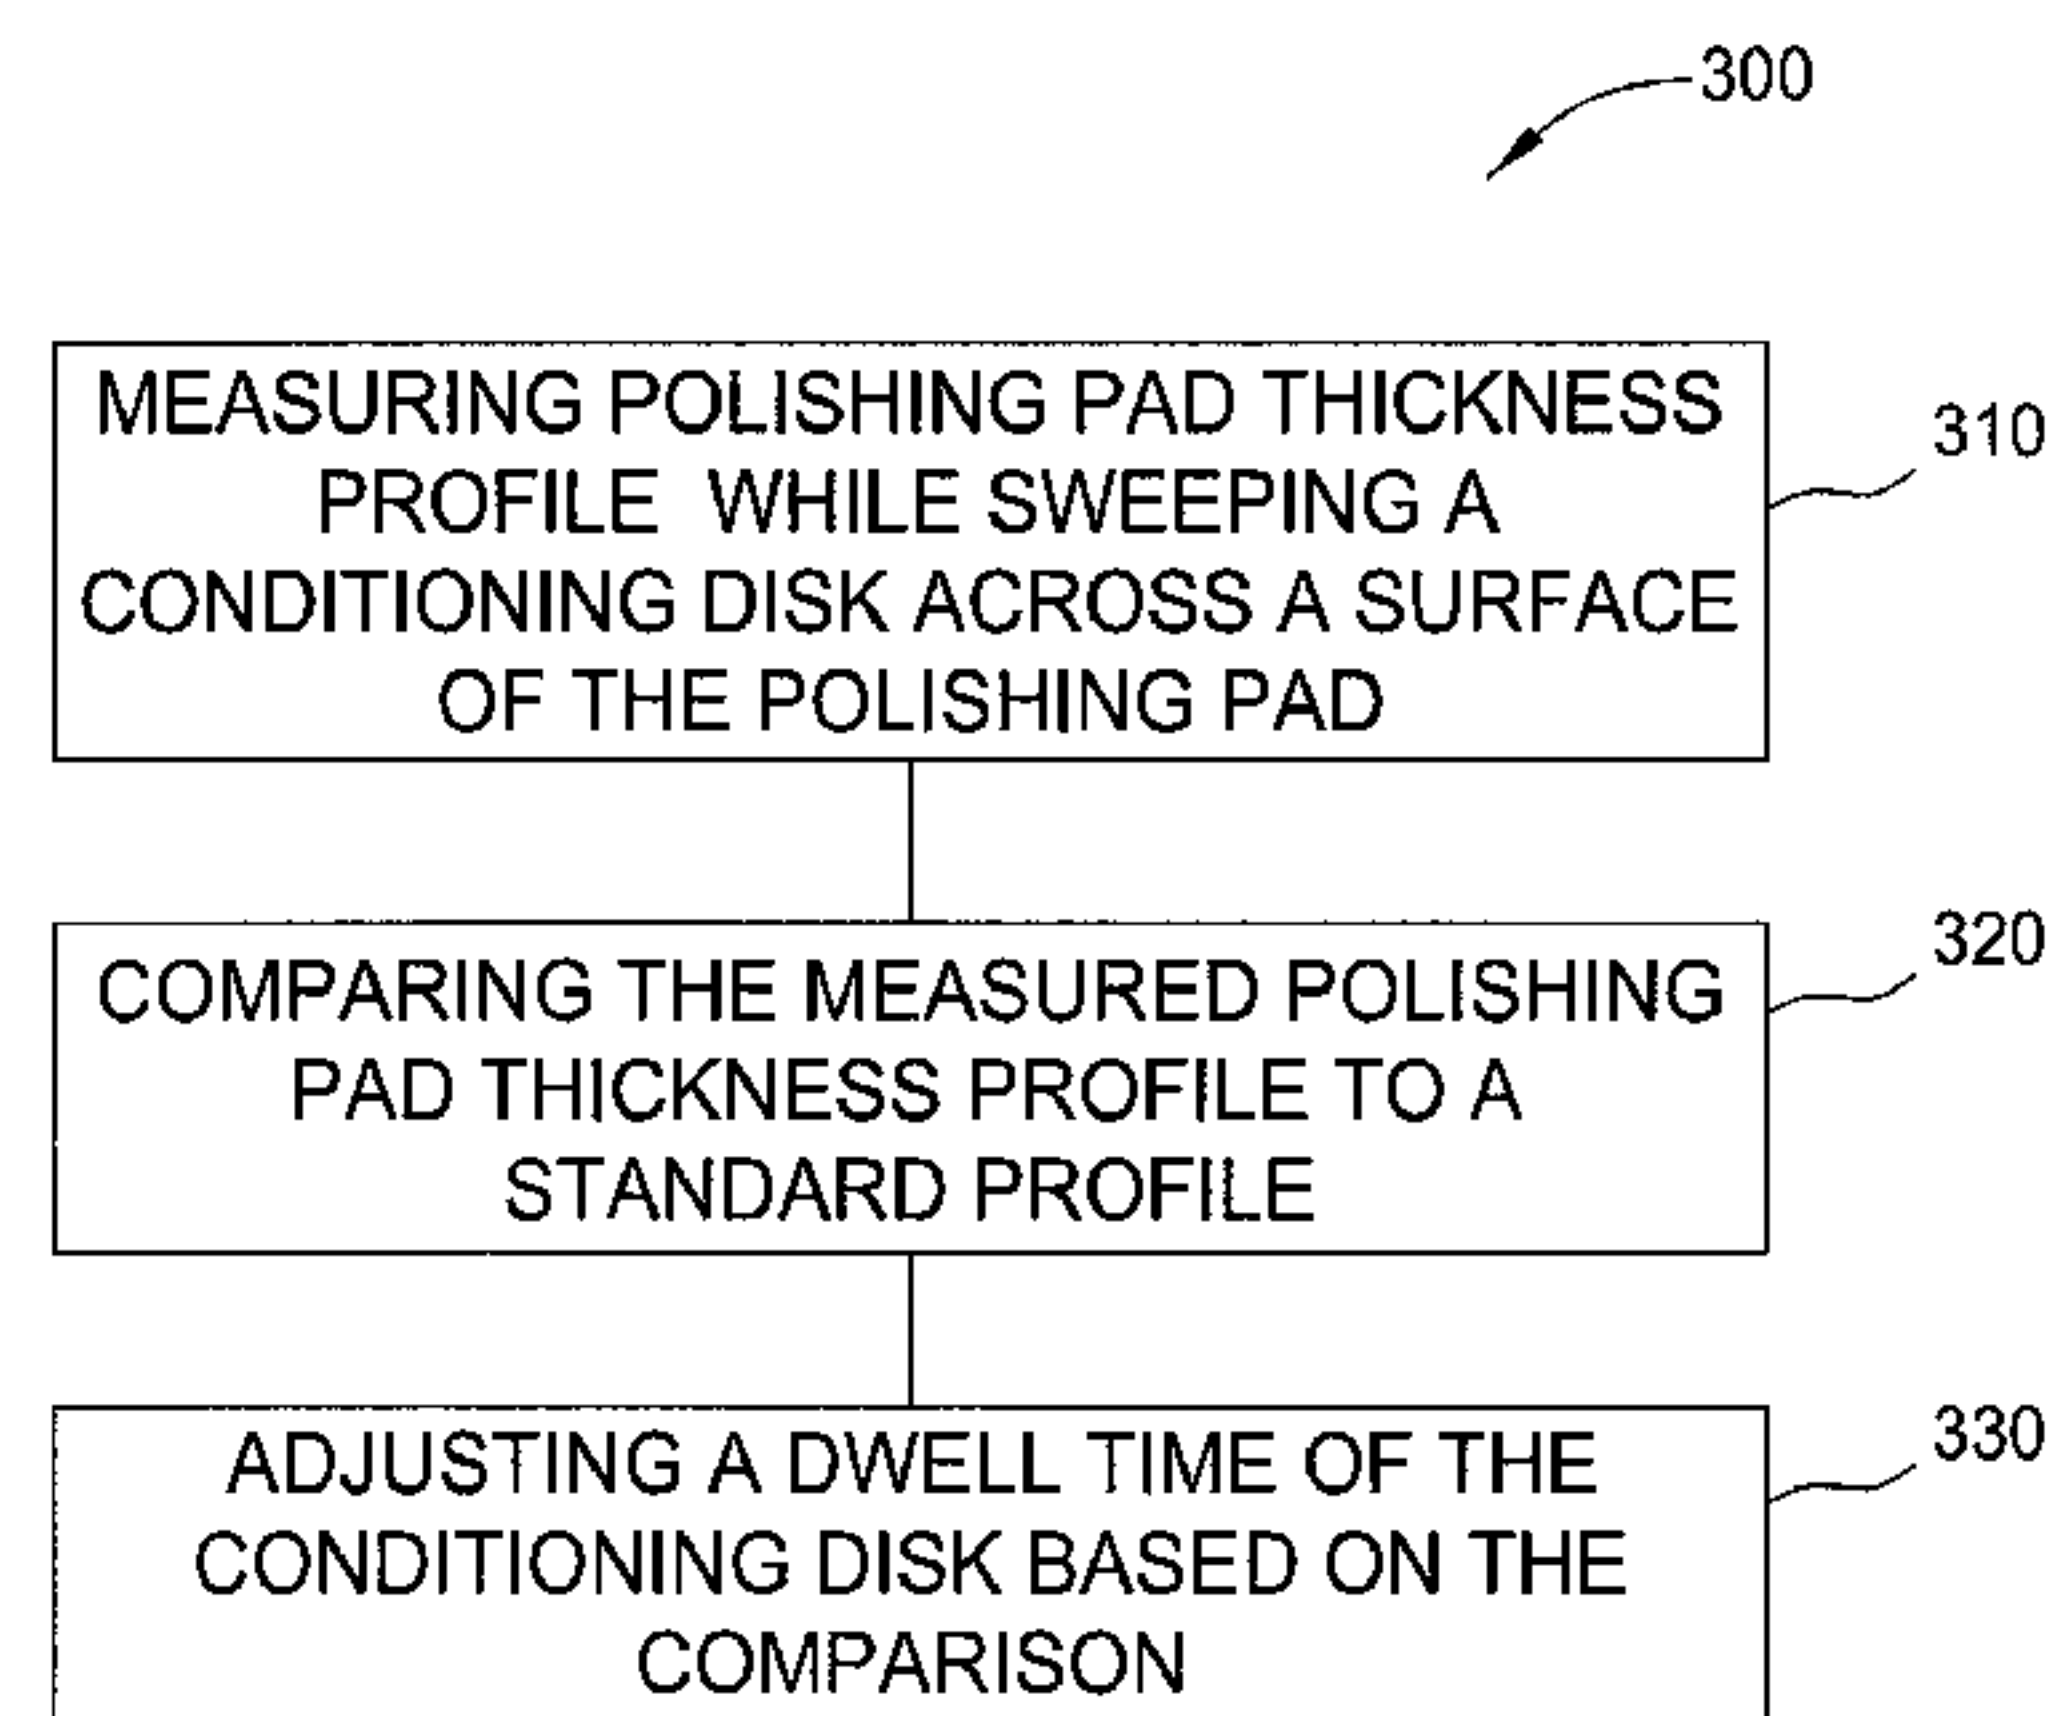 300
MEASURING POLISHING PAD THICKNESS
PROFILE WHILE SWEEPING A
CONDITIONING DISK ACROSS A SURFACE
OF THE POLISHING PAD
310
COMPARING THE MEASURED POLISHING
PAD THICKNESS PROFILE TO A
STANDARD PROFILE
320
ADJUSTING A DWELL TIME OF THE
CONDITIONING DISK BASED ON THE
COMPARISON
330